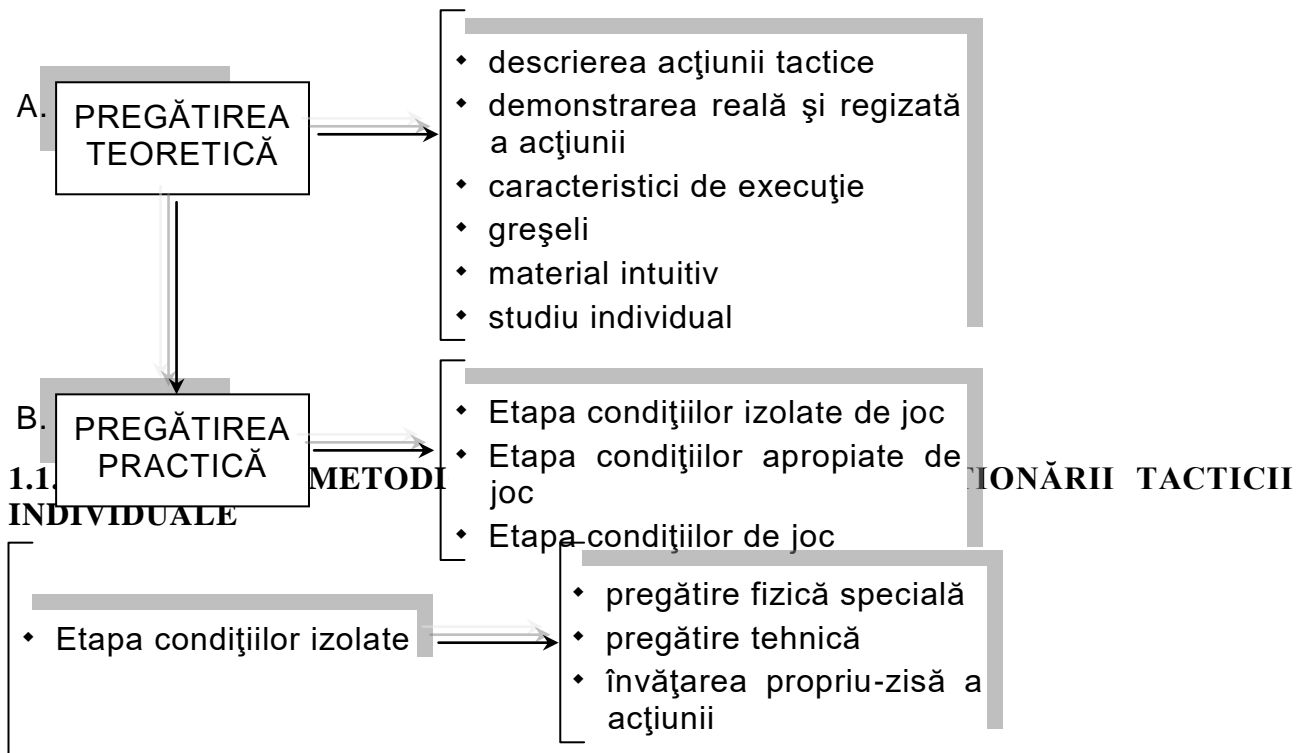 A.
PREGĂTIREA
TEORETICĂ
◆ descrierea acţiunii tactice
◆ demonstrarea reală şi regizată
a acţiunii
◆ caracteristici de execuţie
◆ greşeli
◆ material intuitiv
◆ studiu individual
B.
PREGĂTIREA
PRACTICĂ
◆ Etapa condiţiilor izolate de joc
◆ Etapa condiţiilor apropiate de
joc
◆ Etapa condiţiilor de joc
1.1. METODI IONĂRII TACTICII
INDIVIDUALE
◆ Etapa condiţiilor izolate
◆ pregătire fizică specială
◆ pregătire tehnică
◆ învăţarea propriu-zisă a
acţiunii